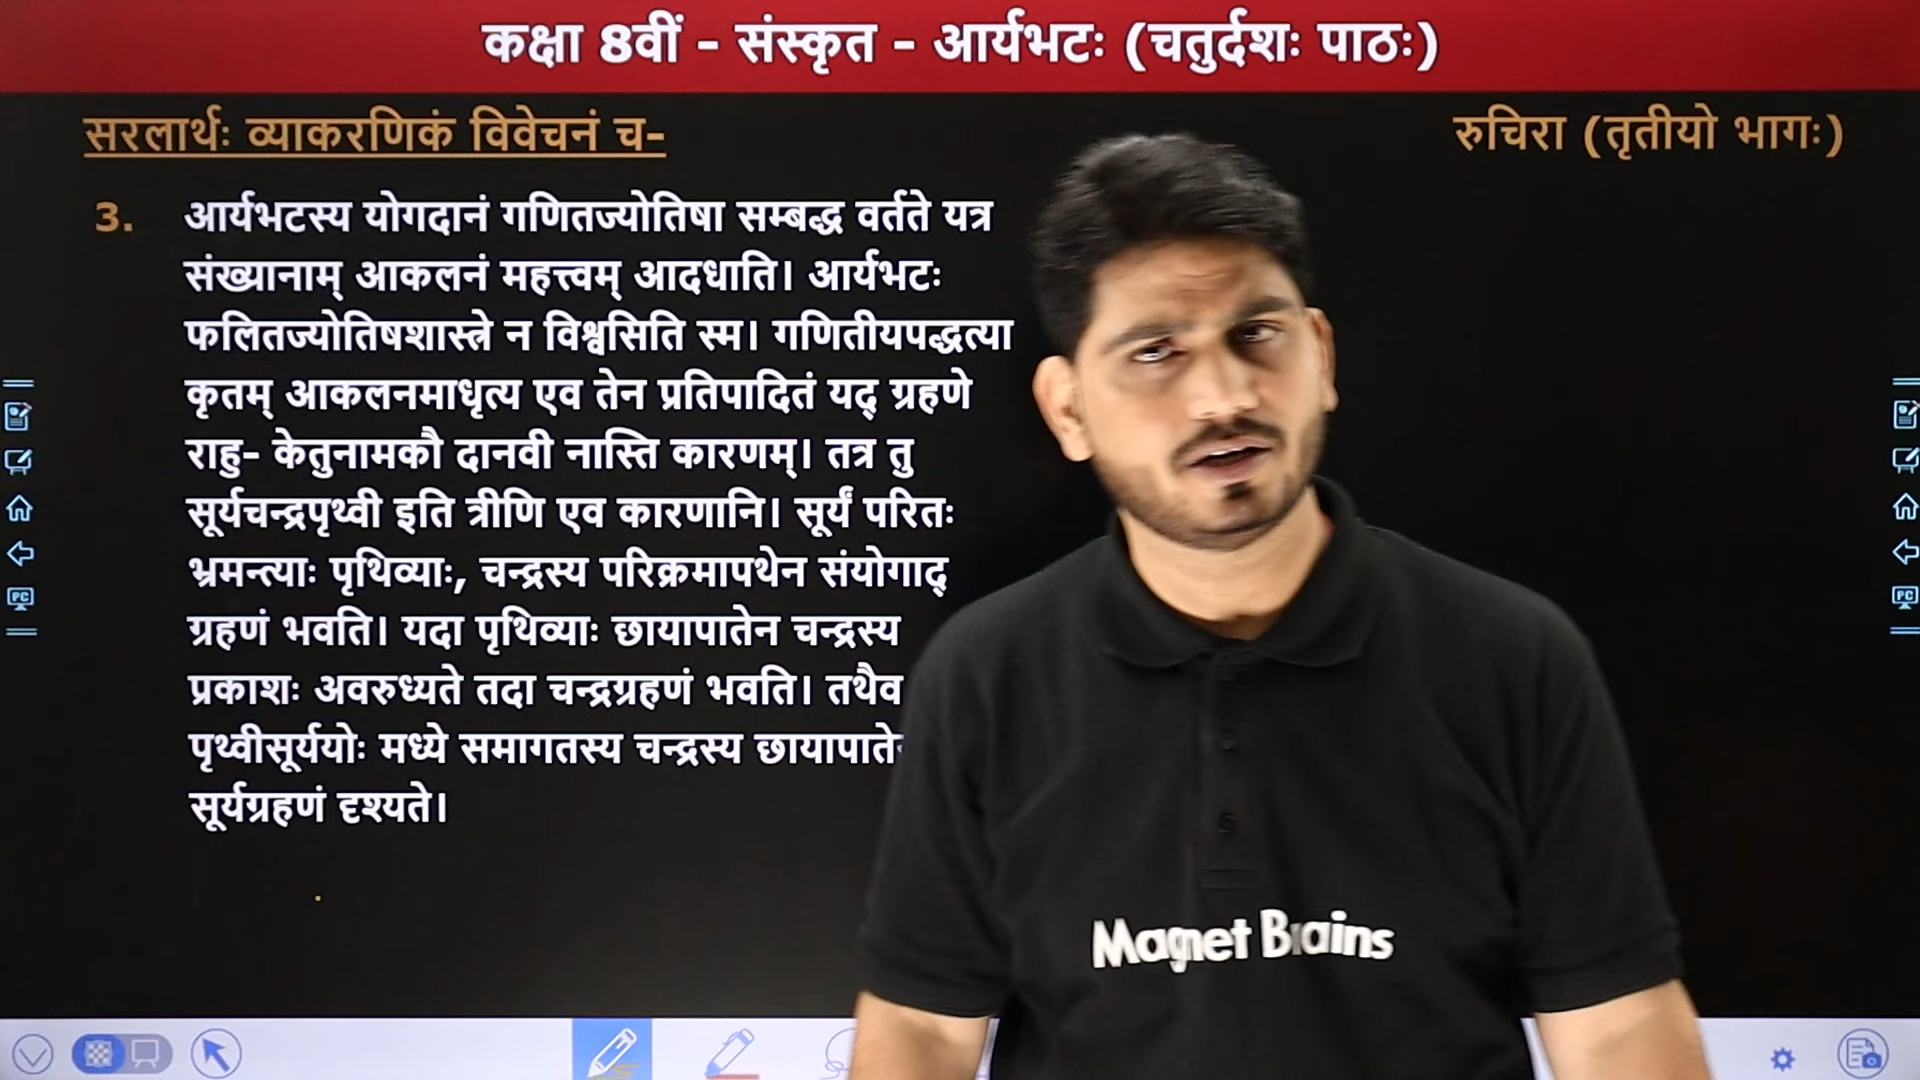 कक्षा 8वीं - संस्कृत - आर्यभटः (चतुर्दशः पाठः)
सरलार्थः व्याकरणिकं विवेचनं च-
रुचिरा (तृतीयो भागः)
3. आर्यभटस्य योगदानं गणितज्योतिषा सम्बद्ध वर्तते यत्र
संख्यानाम् आकलनं महत्त्वम् आदधाति। आर्यभटः
फलितज्योतिषशास्त्रे न विश्वसिति स्म। गणितीयपद्धत्या
कृतम् आकलनमाधृत्य एव तेन प्रतिपादितं यद् ग्रहणे
राहु- केतुनामकौ दानवी नास्ति कारणम्। तत्र तु
सूर्यचन्द्रपृथ्वी इति त्रीणि एव कारणानि। सूर्यं परितः
भ्रमन्त्याः पृथिव्याः, चन्द्रस्य परिक्रमापथेन संयोगाद्
ग्रहणं भवति। यदा पृथिव्याः छायापातेन चन्द्रस्य
प्रकाशः अवरुध्यते तदा चन्द्रग्रहणं भवति। तथैव
पृथ्वीसूर्ययोः मध्ये समागतस्य चन्द्रस्य
सूर्यग्रहणं दृश्यते।
Magnet Brains
PC
PC